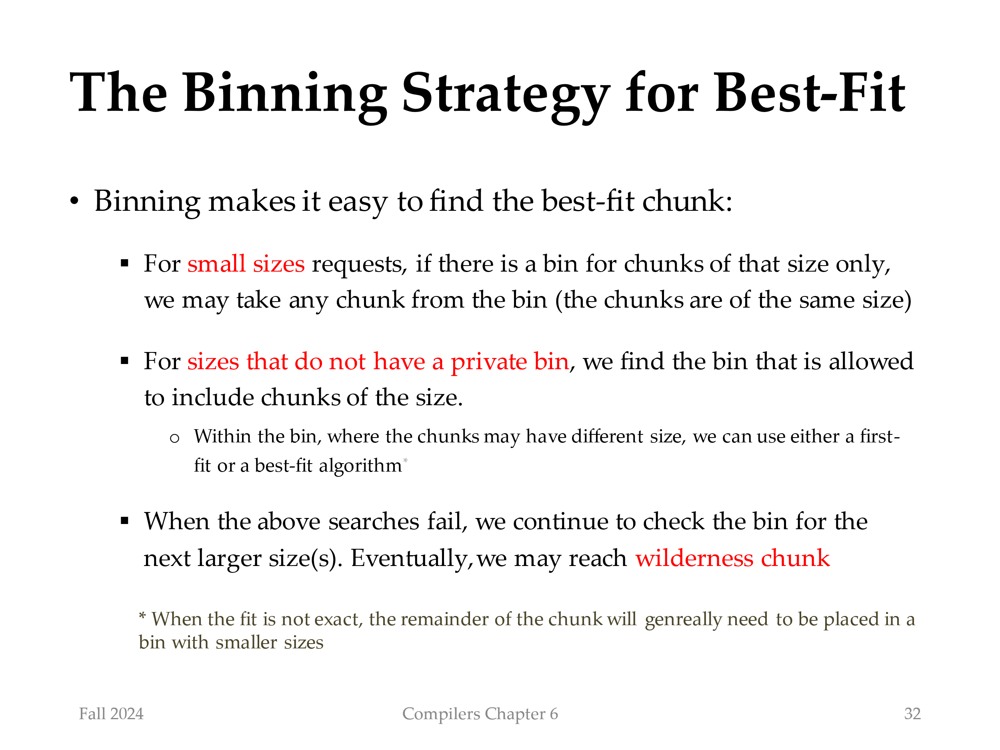 The Binning Strategy for Best-Fit
• Binning makes it easy to find the best-fit chunk:
▪ For small sizes requests, if there is a bin for chunks of that size only,
we may take any chunk from the bin (the chunks are of the same size)
▪ For sizes that do not have a private bin, we find the bin that is allowed
to include chunks of the size.
o Within the bin, where the chunks may have different size, we can use either a first-
fit or a best-fit algorithm*
▪ When the above searches fail, we continue to check the bin for the
next larger size(s). Eventually, we may reach wilderness chunk
* When the fit is not exact, the remainder of the chunk will genreally need to be placed in a
bin with smaller sizes
Fall 2024
Compilers Chapter 6
32